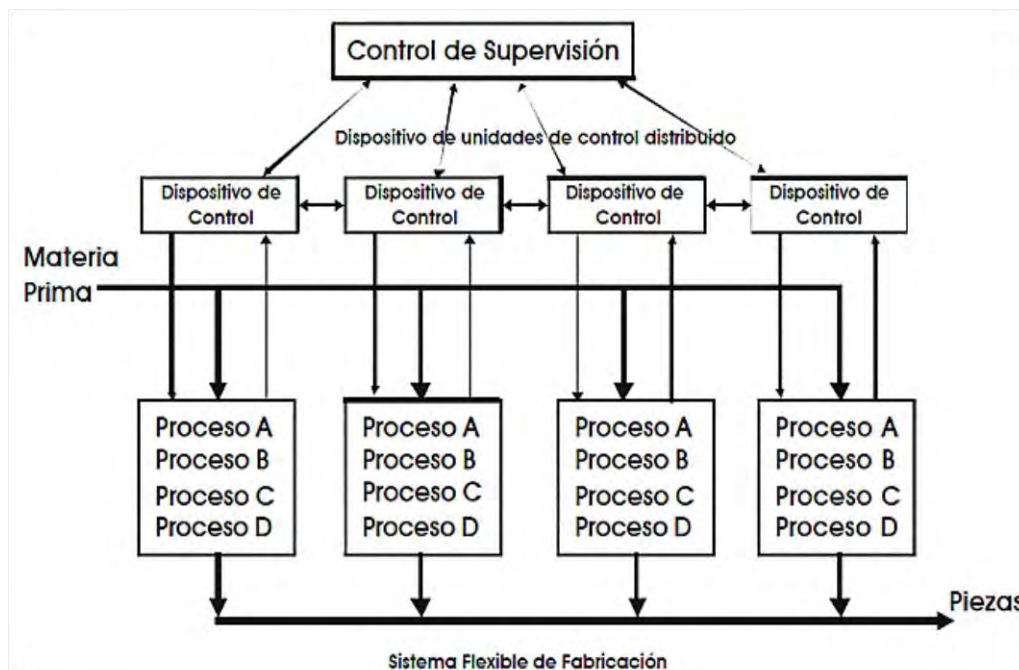 Control de Supervisión
Dispositivo de unidades de control distribuido
Dispositivo de
Control
Dispositivo de
Control
Dispositivo de
Control
Dispositivo de
Control
Materia
Prima
Proceso A
Proceso B
Proceso C
Proceso D
Proceso A
Proceso B
Proceso C
Proceso D
Proceso A
Proceso B
Proceso C
Proceso D
Proceso A
Proceso B
Proceso C
Proceso D
Piezas
Sistema Flexible de Fabricación